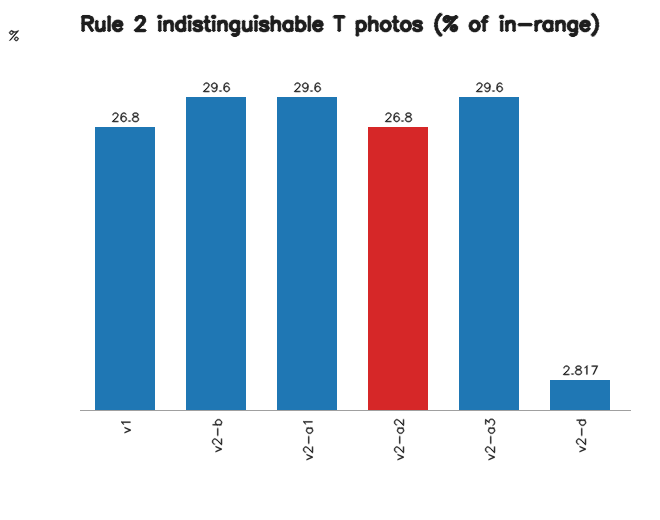 Rule 2 indistinguishable T photos (% of in-range)
%
26.8
29.6
29.6
26.8
29.6
2.817
v1
v2-b
v2-a1
v2-a2
v2-a3
v2-d